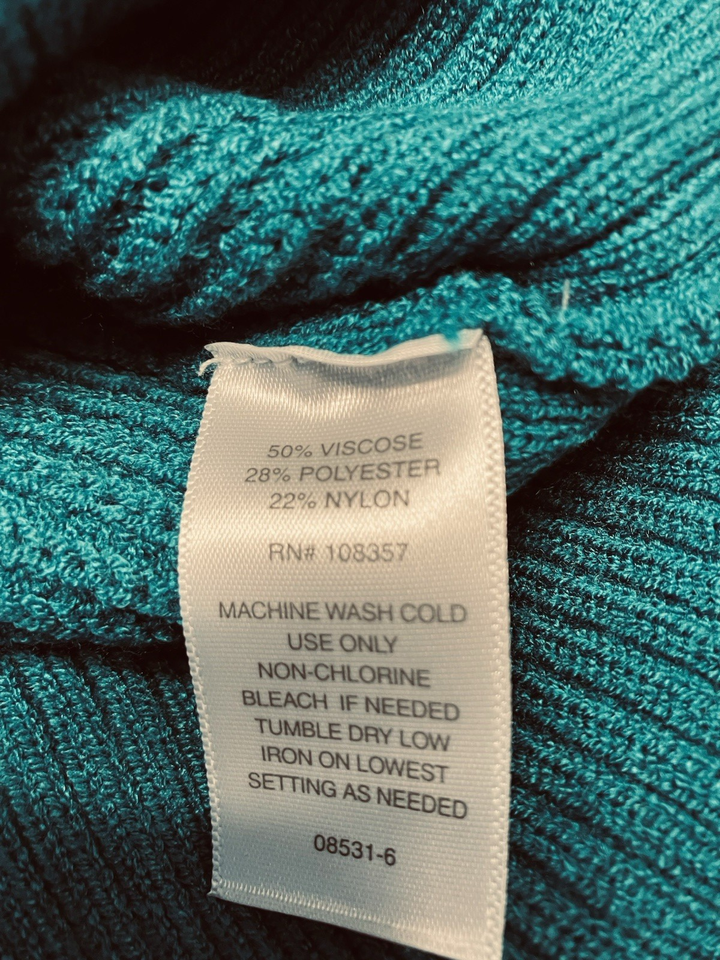 50% VISCOSE
28% POLYESTER
22% NYLON
RN# 108357
MACHINE WASH COLD
USE ONLY
NON-CHLORINE
BLEACH IF NEEDED
TUMBLE DRY LOW
IRON ON LOWEST
SETTING AS NEEDED
08531-6